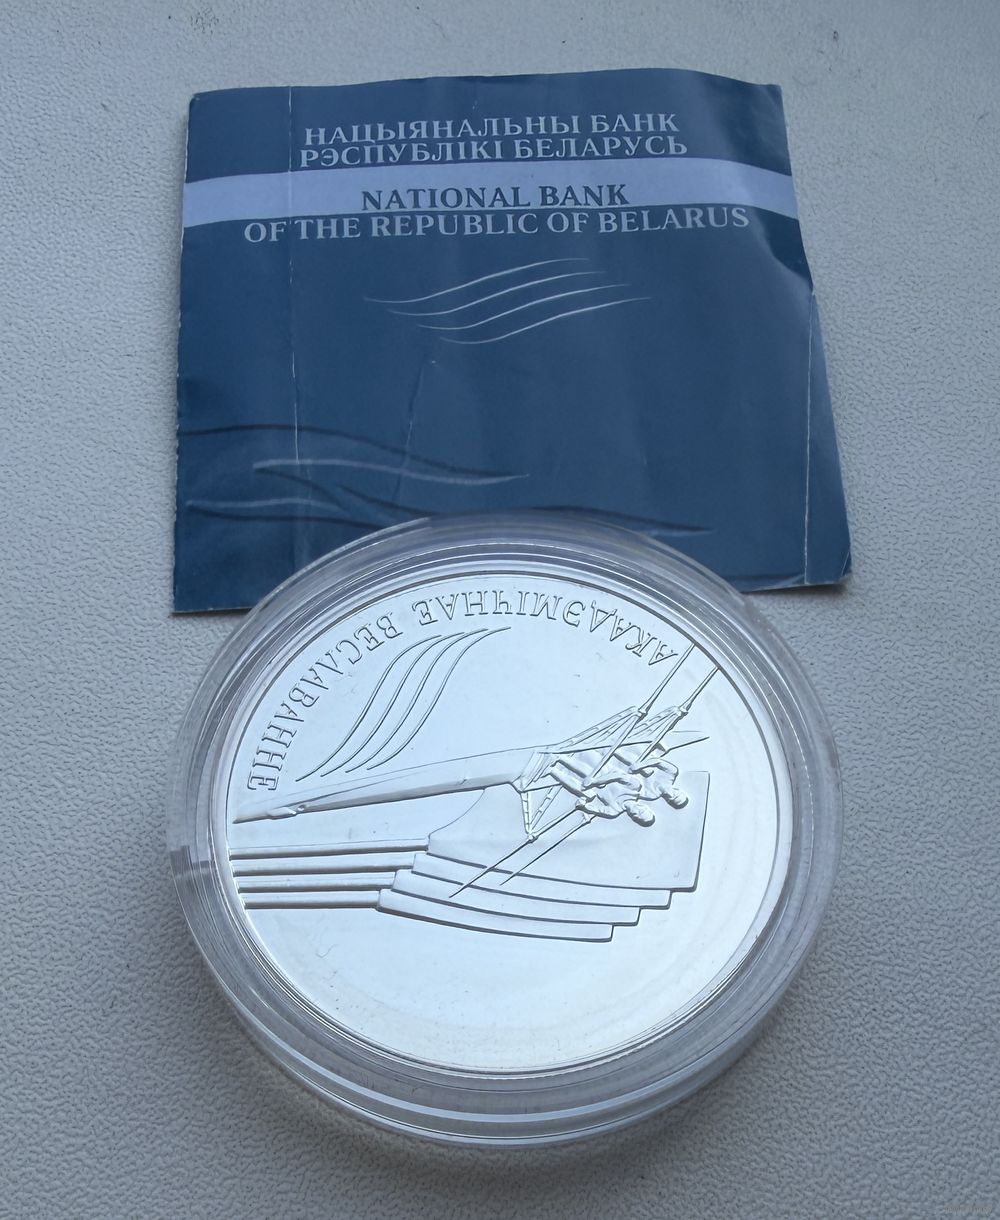 НАЦЫЯНАЛЬНЫ БАНК
РЭСПУБЛІКІ БЕЛАРУСЬ
NATIONAL BANK
OF THE REPUBLIC OF BELARUS
АКАДЭМІЧНАЕ ВЕСЛАВАННЕ